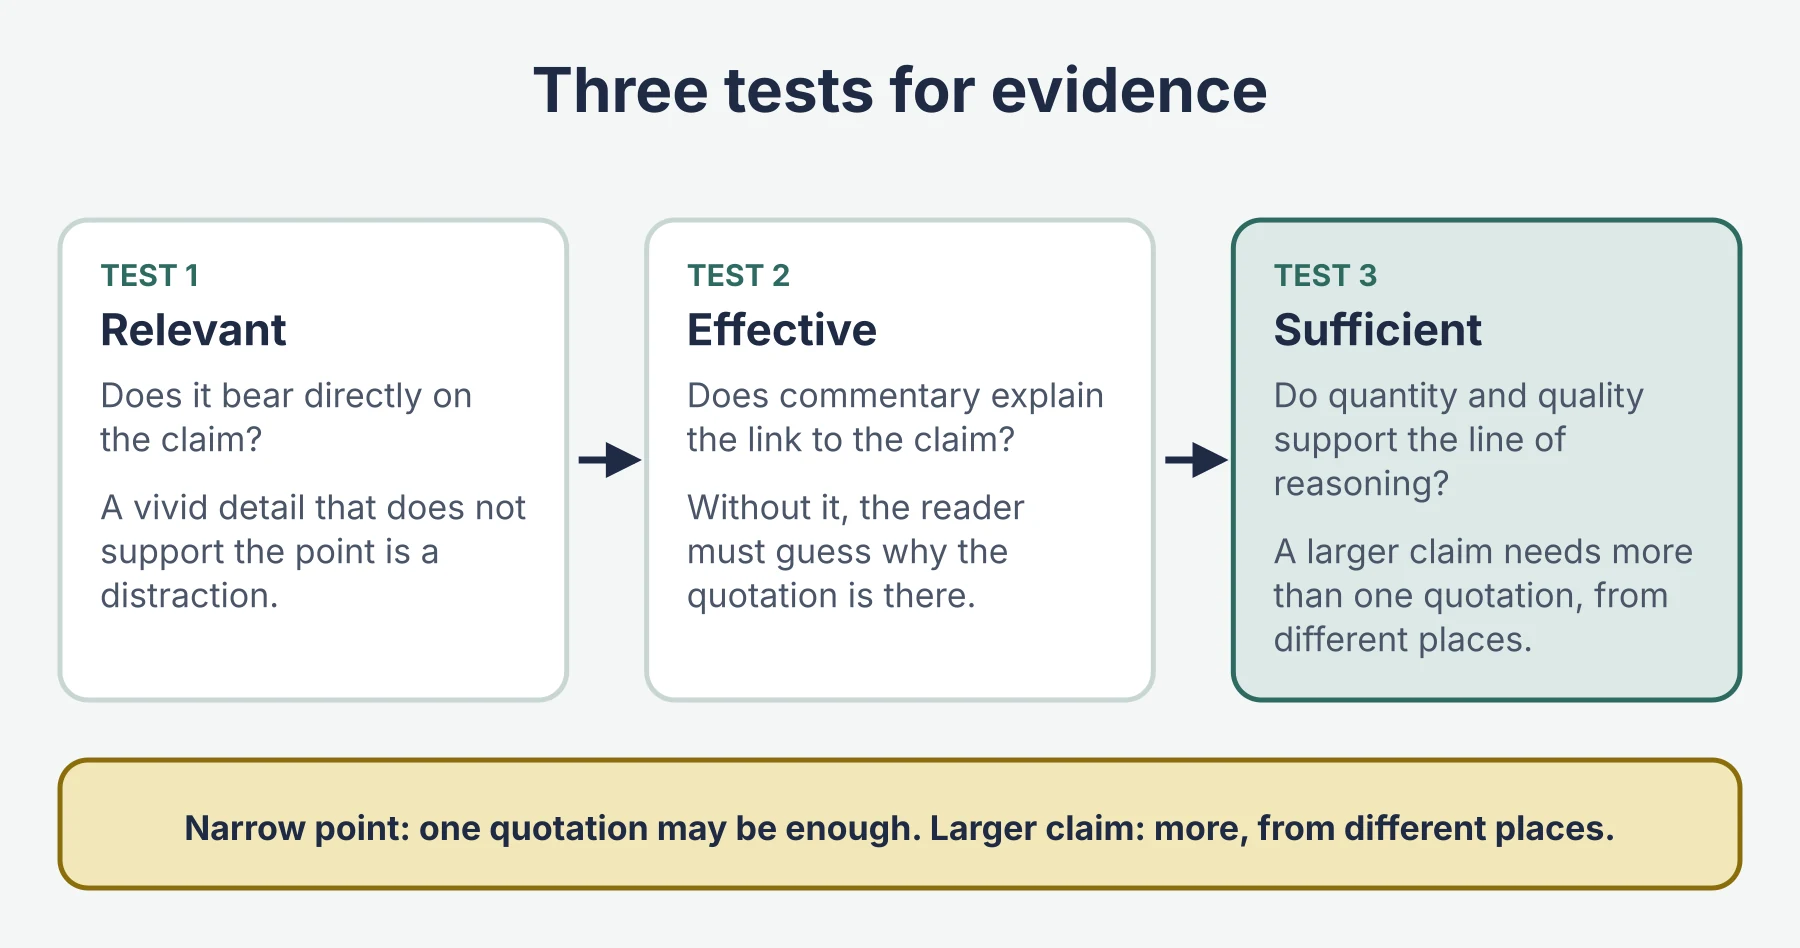 Three tests for evidence
TEST 1
Relevant
Does it bear directly on
the claim?
A vivid detail that does not
support the point is a
distraction.
TEST 2
Effective
Does commentary explain
the link to the claim?
Without it, the reader
must guess why the
quotation is there.
TEST 3
Sufficient
Do quantity and quality
support the line of
reasoning?
A larger claim needs more
than one quotation, from
different places.
Narrow point: one quotation may be enough. Larger claim: more, from different places.